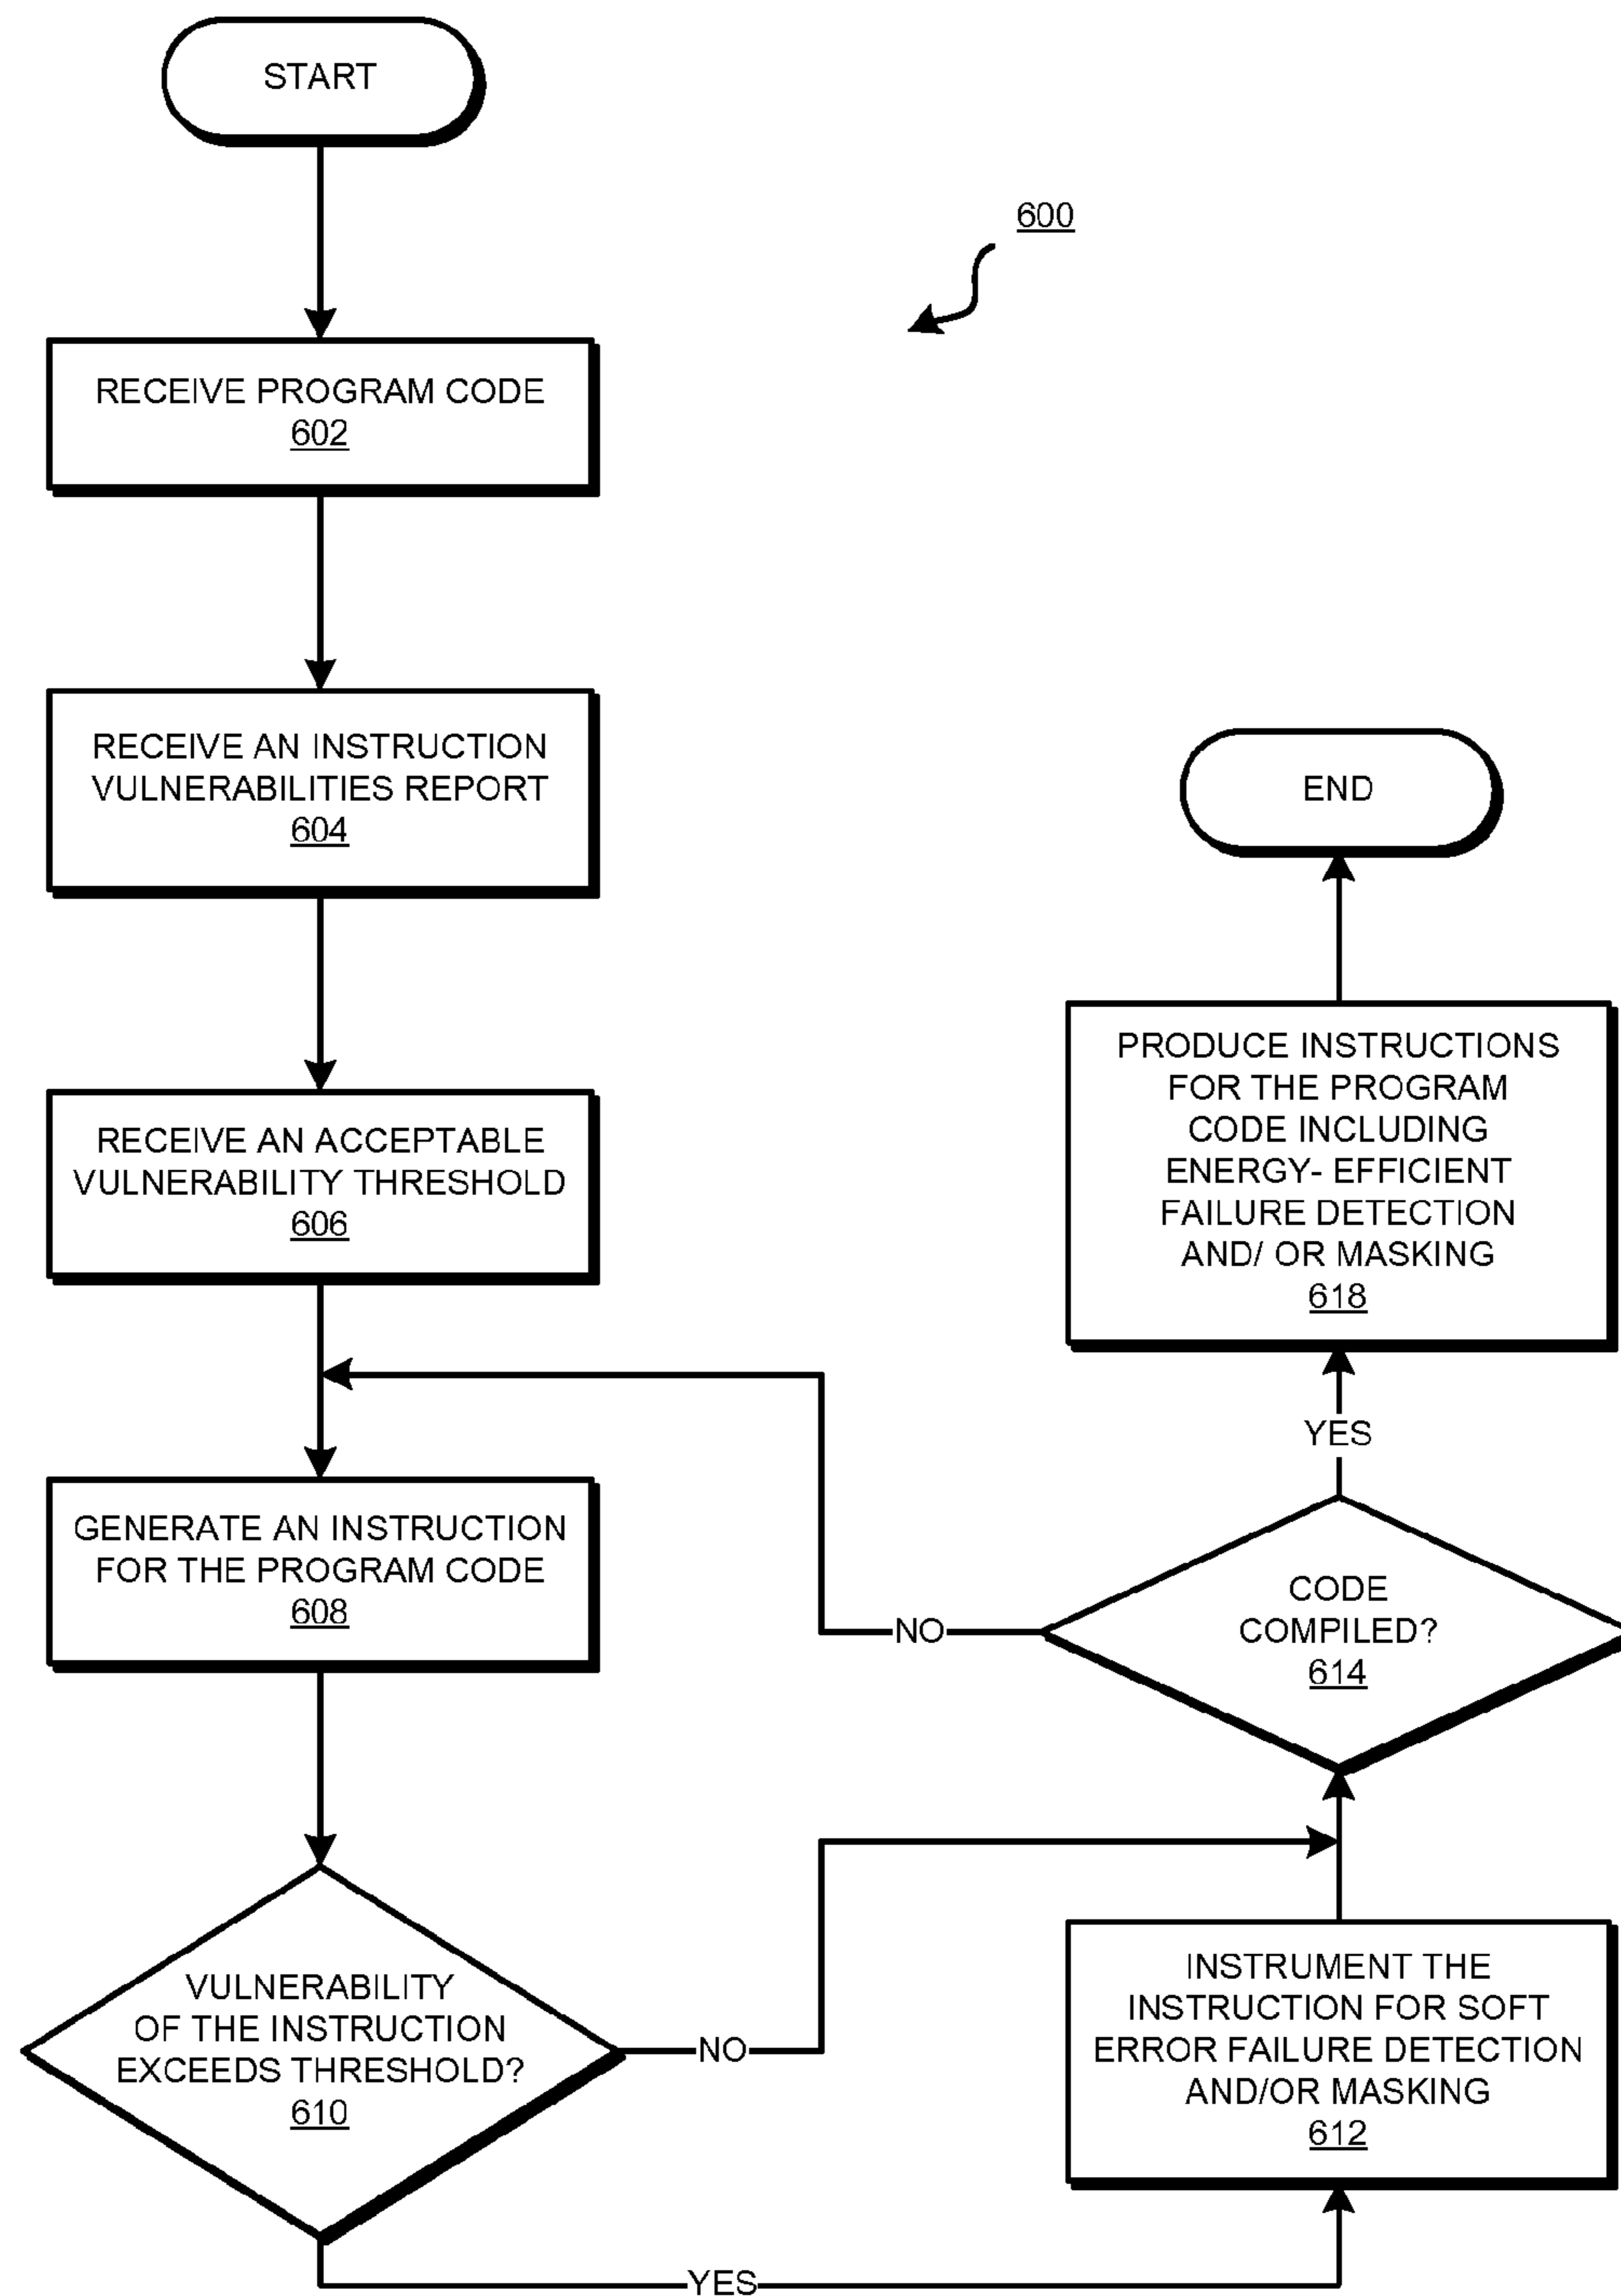 START
600
RECEIVE PROGRAM CODE
602
RECEIVE AN INSTRUCTION
VULNERABILITIES REPORT
604
RECEIVE AN ACCEPTABLE
VULNERABILITY THRESHOLD
606
GENERATE AN INSTRUCTION
FOR THE PROGRAM CODE
608
VULNERABILITY
OF THE INSTRUCTION
EXCEEDS THRESHOLD?
610
NO
YES
INSTRUMENT THE
INSTRUCTION FOR SOFT
ERROR FAILURE DETECTION
AND/OR MASKING
612
CODE
COMPILED?
614
NO
YES
PRODUCE INSTRUCTIONS
FOR THE PROGRAM
CODE INCLUDING
ENERGY- EFFICIENT
FAILURE DETECTION
AND/ OR MASKING
618
END